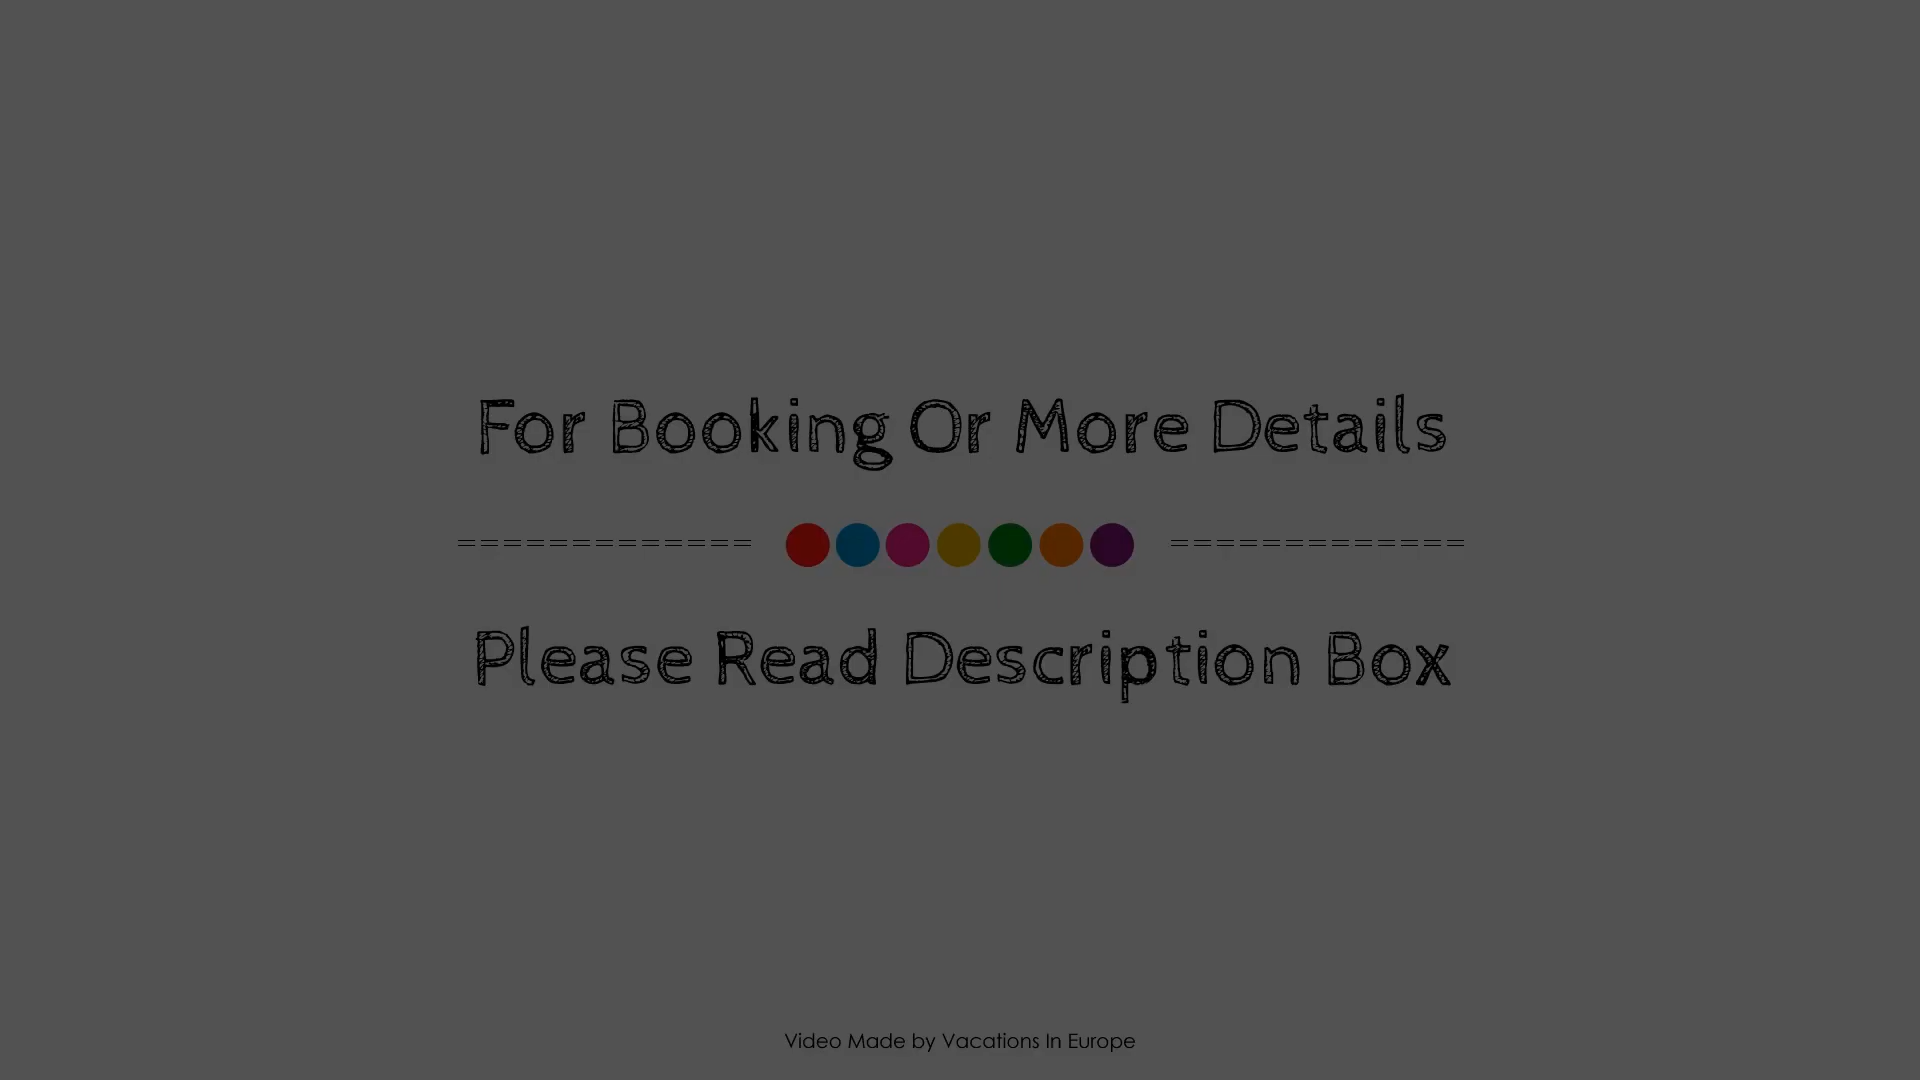 For Booking Or More Details
============= =============
Please Read Description Box
Video Made by Vacations In Europe